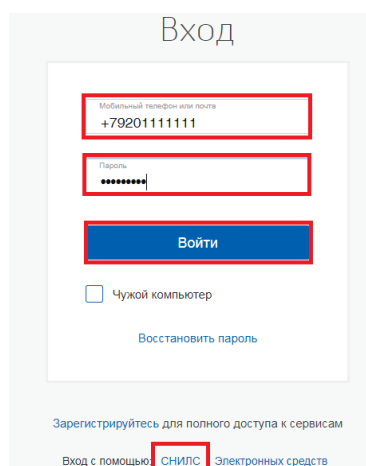 Вход
Мобильный телефон или почта
+79201111111
Пароль
•••••••••
Войти
Чужой компьютер
Восстановить пароль
Зарегистрируйтесь для полного доступа к сервисам
Вход с помощью: СНИЛС Электронных средств